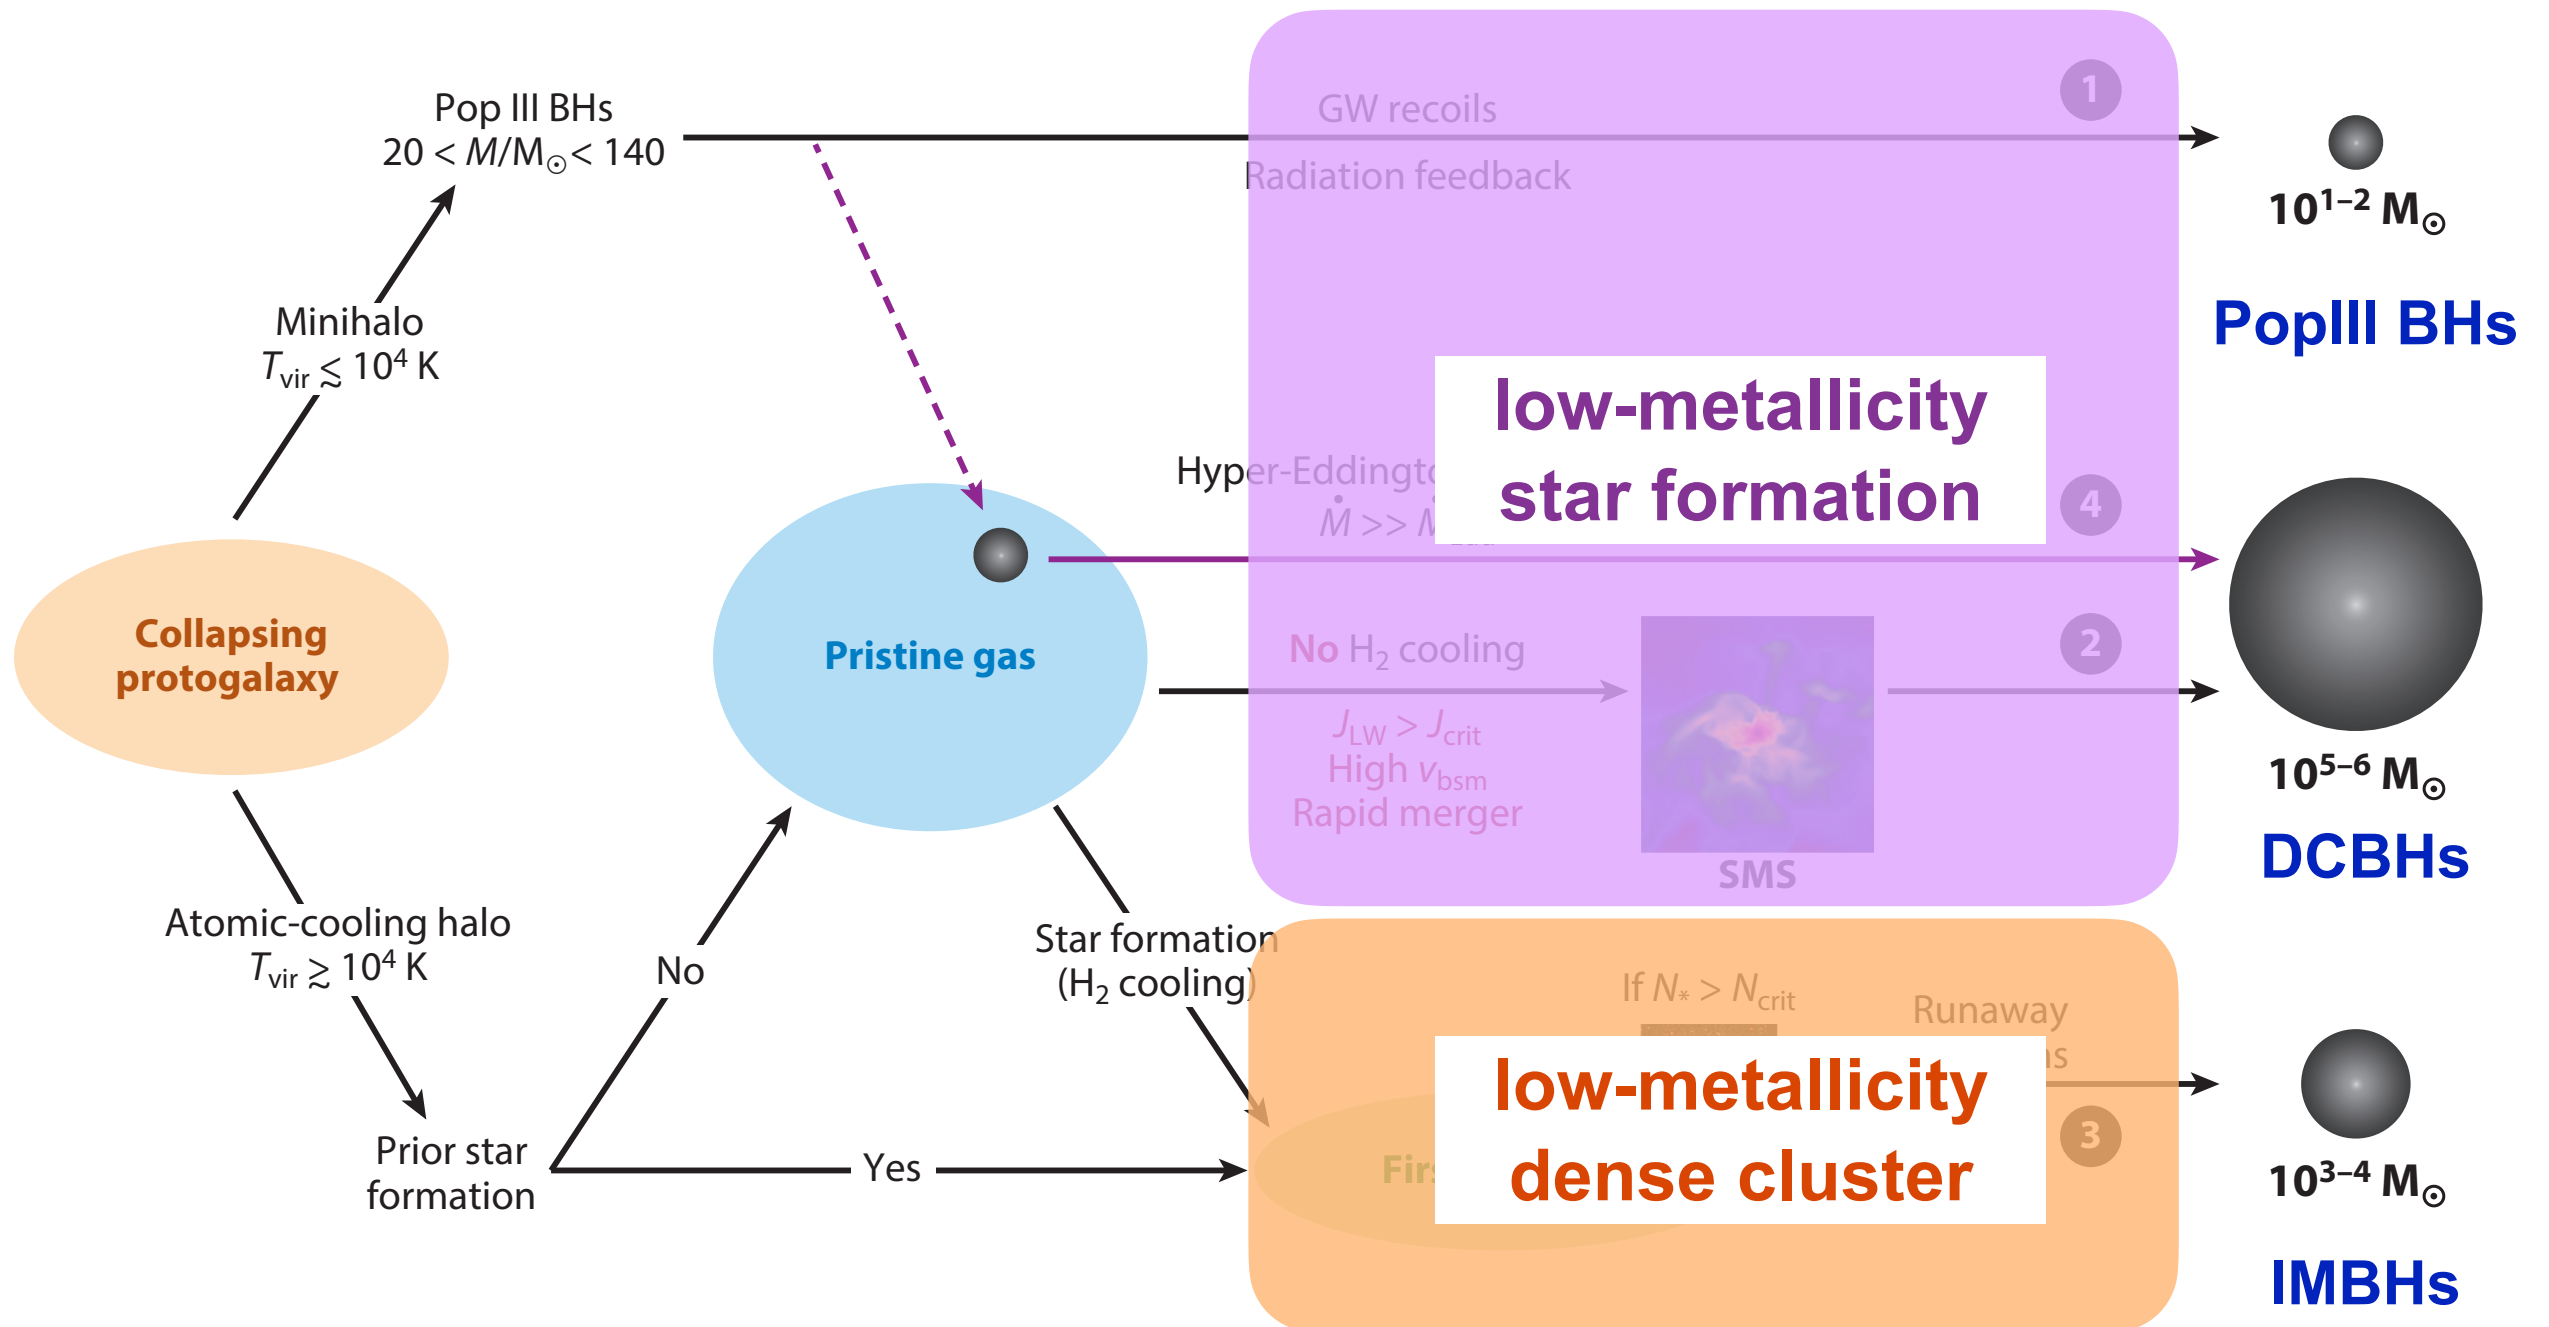 Pop III BHs
20 < M/M⊙ < 140
GW recoils
Radiation feedback
1
10¹⁻² M⊙
PopIII BHs
Minihalo
Tvir ≲ 10⁴ K
low-metallicity
star formation
Hyper-Eddingto
Ṁ >> Ṁ
4
Collapsing
protogalaxy
Pristine gas
No H₂ cooling
2
JLW > Jcrit
High vbsm
Rapid merger
SMS
10⁵⁻⁶ M⊙
DCBHs
Atomic-cooling halo
Tvir ≳ 10⁴ K
No
Star formation
(H₂ cooling)
If N* > Ncrit
Runaway
low-metallicity
dense cluster
3
Prior star
formation
Yes
10³⁻⁴ M⊙
IMBHs